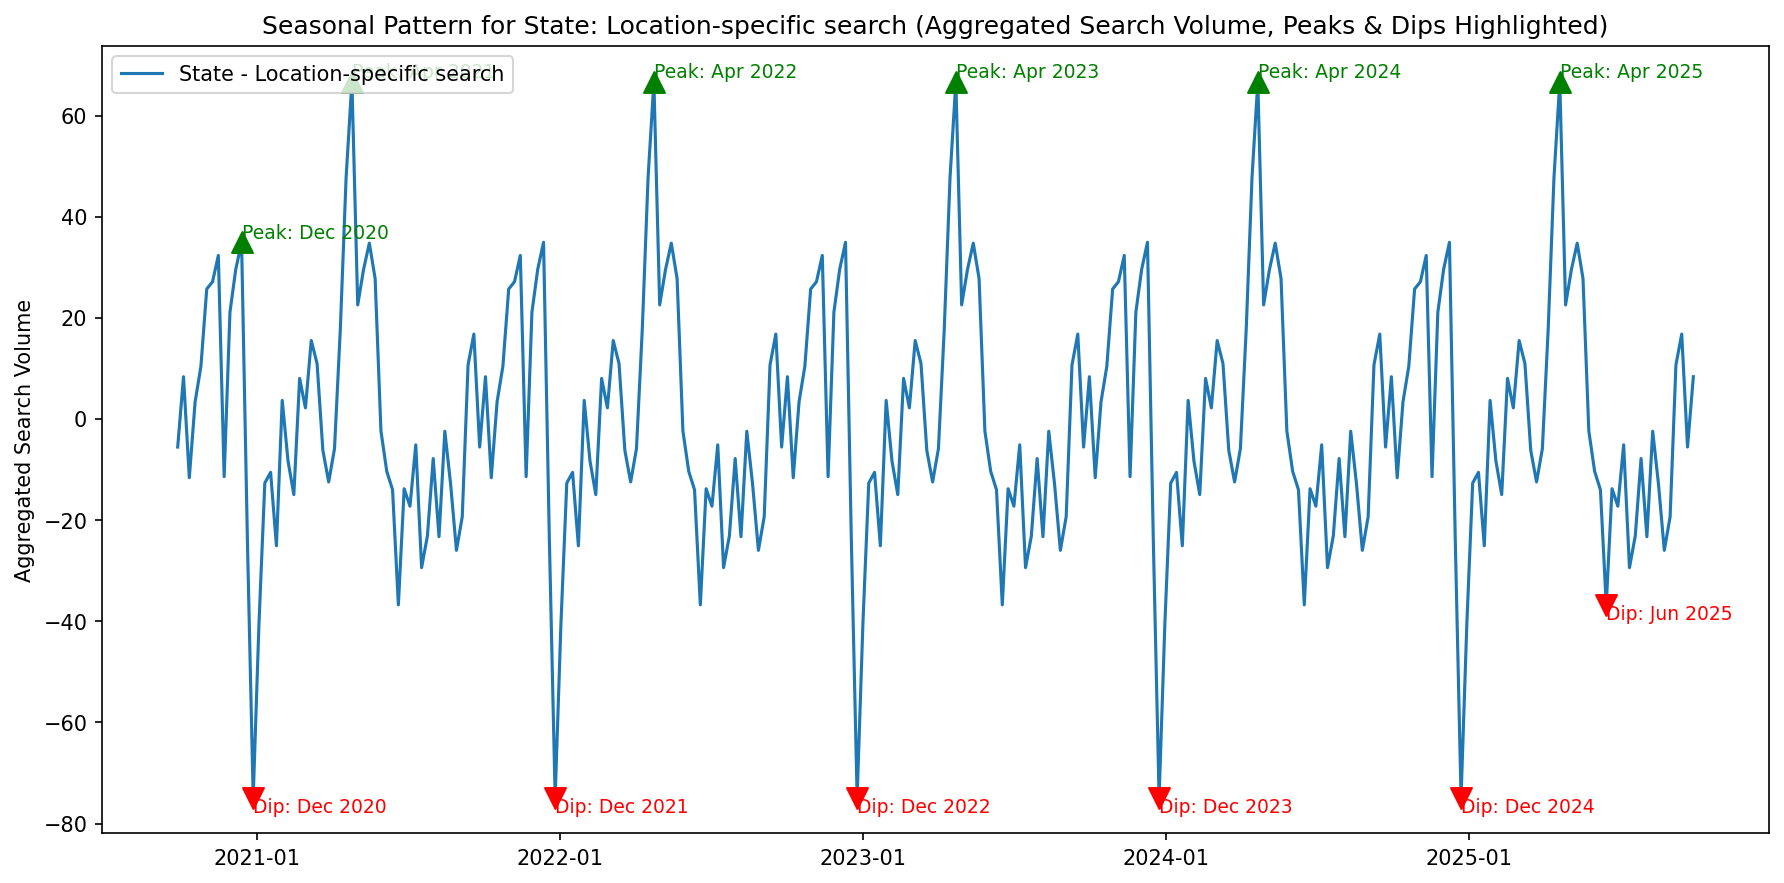 Seasonal Pattern for State: Location-specific search (Aggregated Search Volume, Peaks & Dips Highlighted)
State - Location-specific search
Peak: Apr 2021
Peak: Apr 2022
Peak: Apr 2023
Peak: Apr 2024
Peak: Apr 2025
Peak: Dec 2020
Dip: Jun 2025
Dip: Dec 2020
Dip: Dec 2021
Dip: Dec 2022
Dip: Dec 2023
Dip: Dec 2024
Aggregated Search Volume
60
40
20
0
−20
−40
−60
−80
2021-01
2022-01
2023-01
2024-01
2025-01